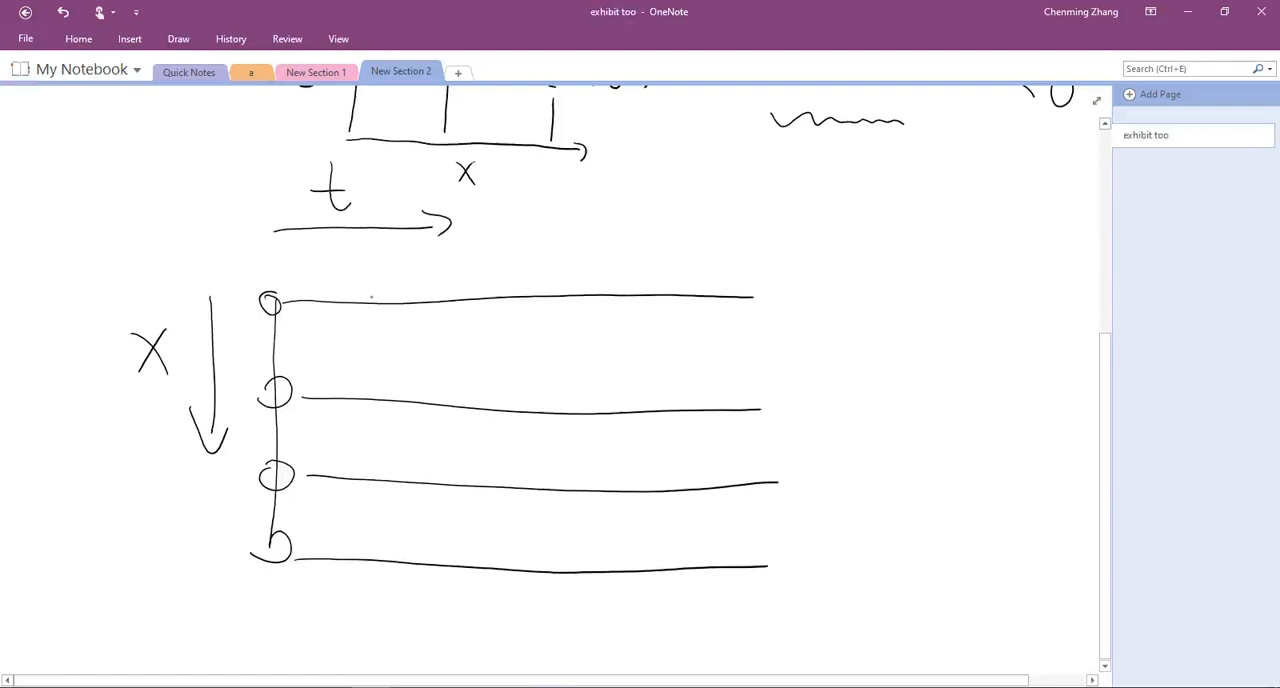 exhibit too - OneNote
Chenming Zhang
File Home Insert Draw History Review View
My Notebook
Quick Notes
a
New Section 1
New Section 2
+
Search (Ctrl+E)
Add Page
exhibit too
x
t
x